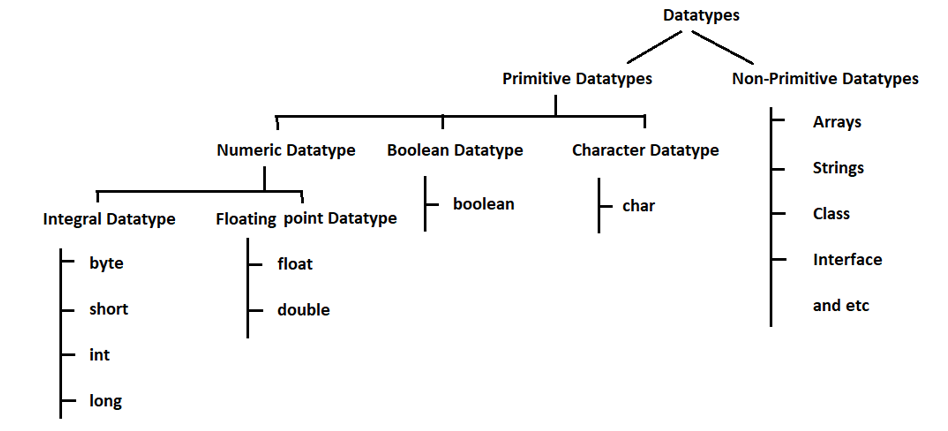 Datatypes
Primitive Datatypes
Non-Primitive Datatypes
Arrays
Strings
Class
Interface
and etc
Numeric Datatype
Boolean Datatype
Character Datatype
boolean
char
Integral Datatype
Floating point Datatype
byte
short
int
long
float
double